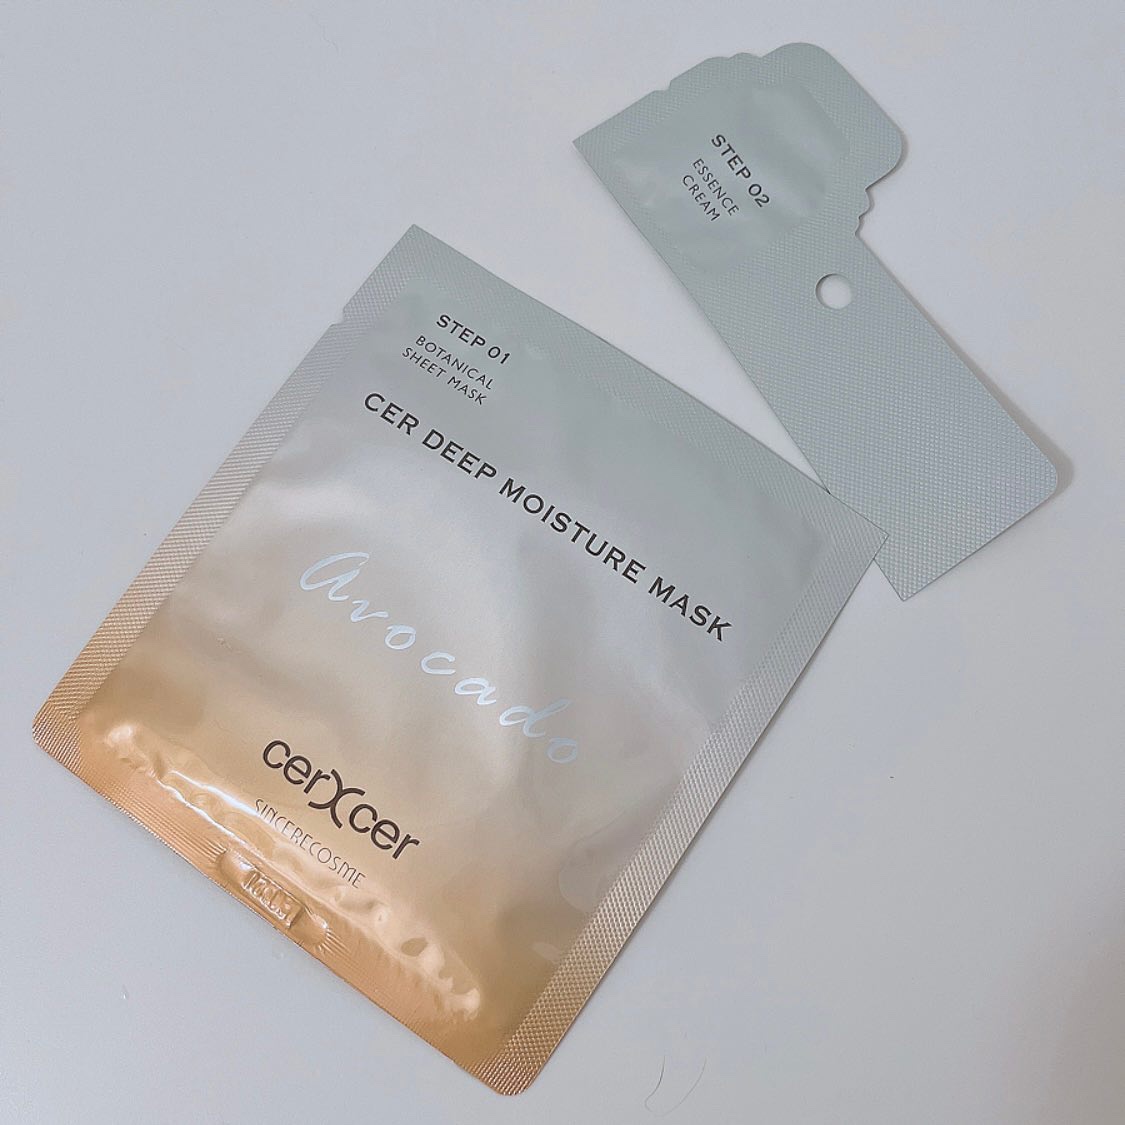 STEP 02
ESSENCE
CREAM
STEP 01
BOTANICAL
SHEET MASK
CER DEEP MOISTURE MASK
avocado
cerXcer
SINCERECOSME